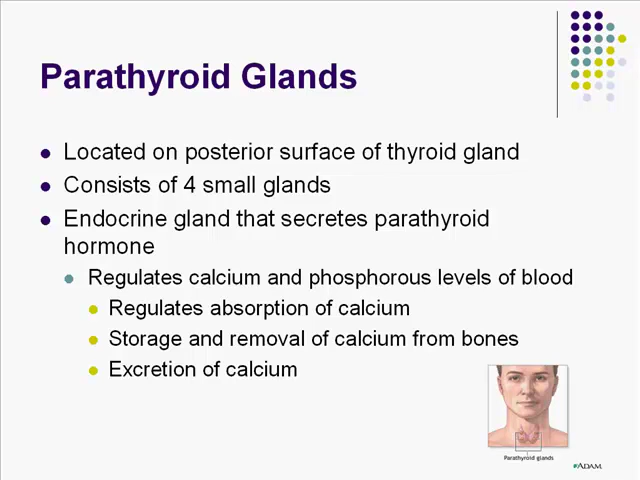 Parathyroid Glands
Located on posterior surface of thyroid gland
Consists of 4 small glands
Endocrine gland that secretes parathyroid
hormone
Regulates calcium and phosphorous levels of blood
Regulates absorption of calcium
Storage and removal of calcium from bones
Excretion of calcium
Parathyroid glands
ADAM.